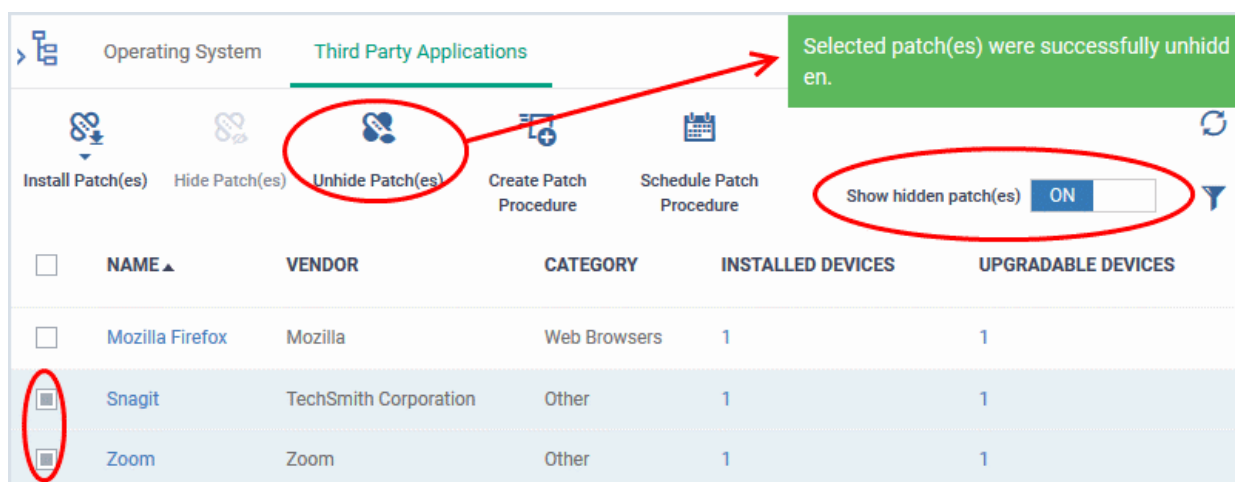 Operating System
Third Party Applications
Selected patch(es) were successfully unhidd
en.
Install Patch(es)
Hide Patch(es)
Unhide Patch(es)
Create Patch
Procedure
Schedule Patch
Procedure
Show hidden patch(es)
ON
NAME VENDOR CATEGORY INSTALLED DEVICES UPGRADABLE DEVICES
Mozilla Firefox Mozilla Web Browsers 1 1
Snagit TechSmith Corporation Other 1 1
Zoom Zoom Other 1 1